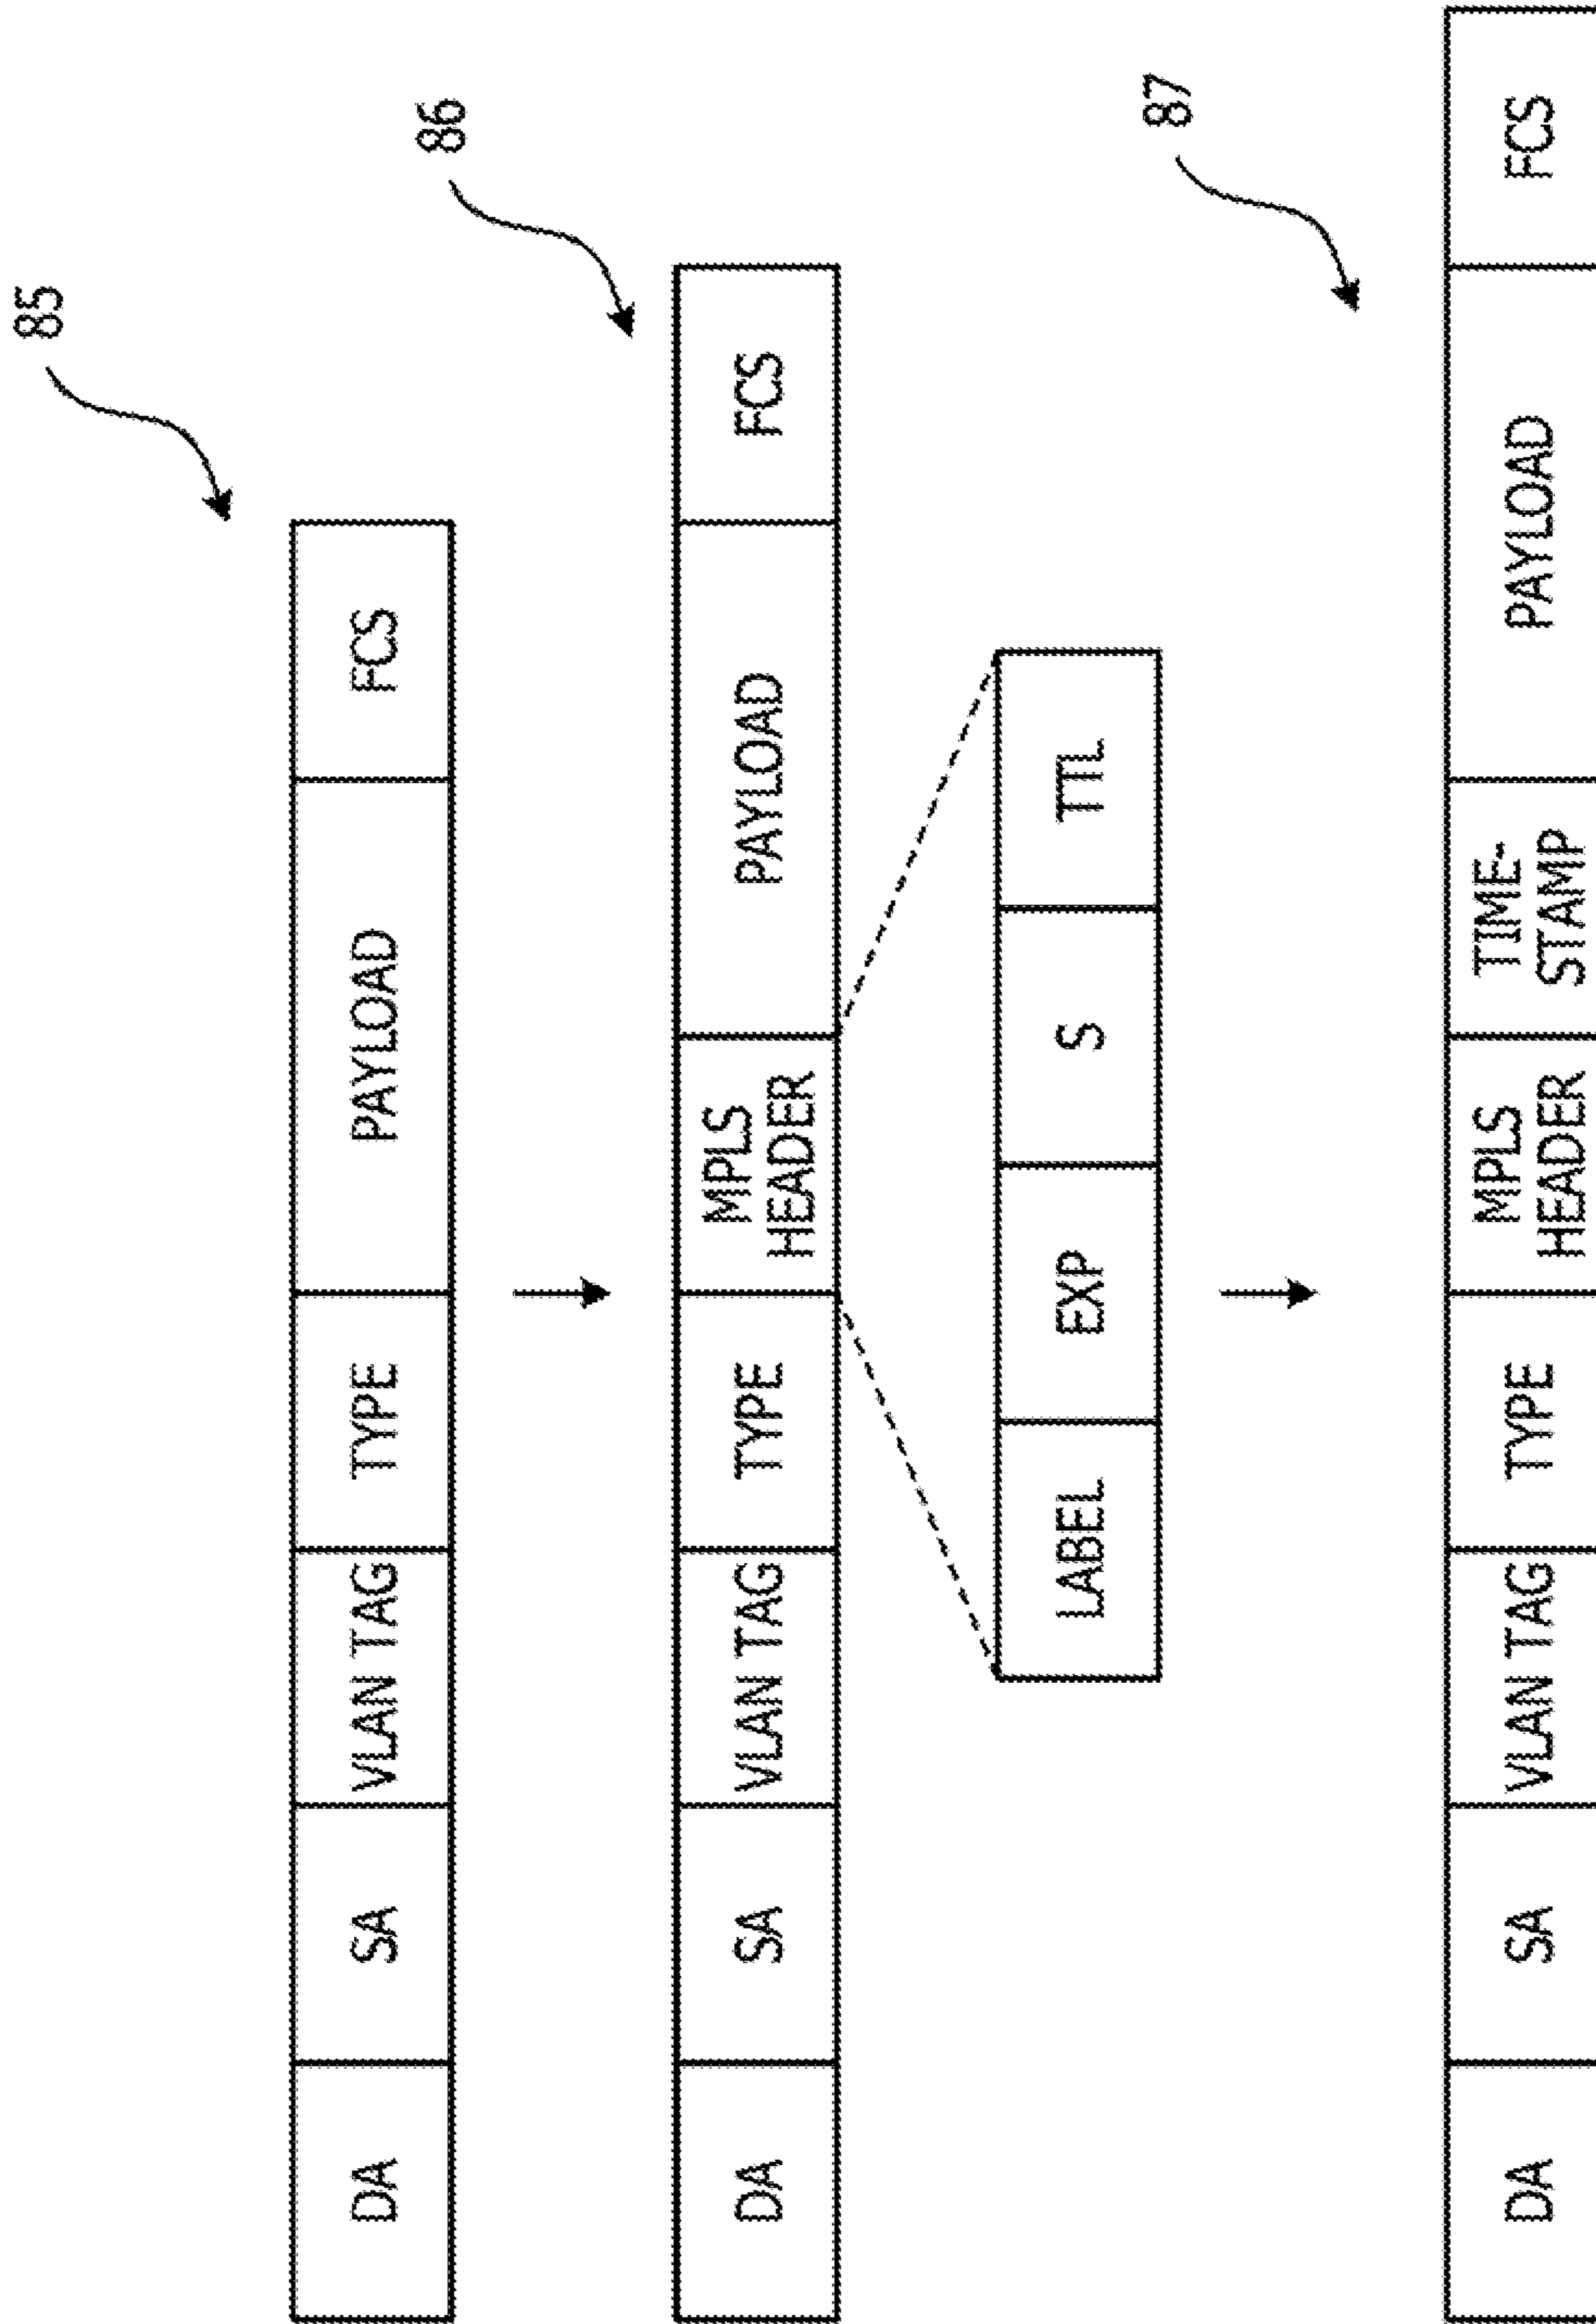 85
DA
SA
VLAN TAG
TYPE
PAYLOAD
FCS
86
DA
SA
VLAN TAG
TYPE
MPLS
HEADER
PAYLOAD
FCS
LABEL
EXP
S
TTL
87
DA
SA
VLAN TAG
TYPE
MPLS
HEADER
TIME-
STAMP
PAYLOAD
FCS